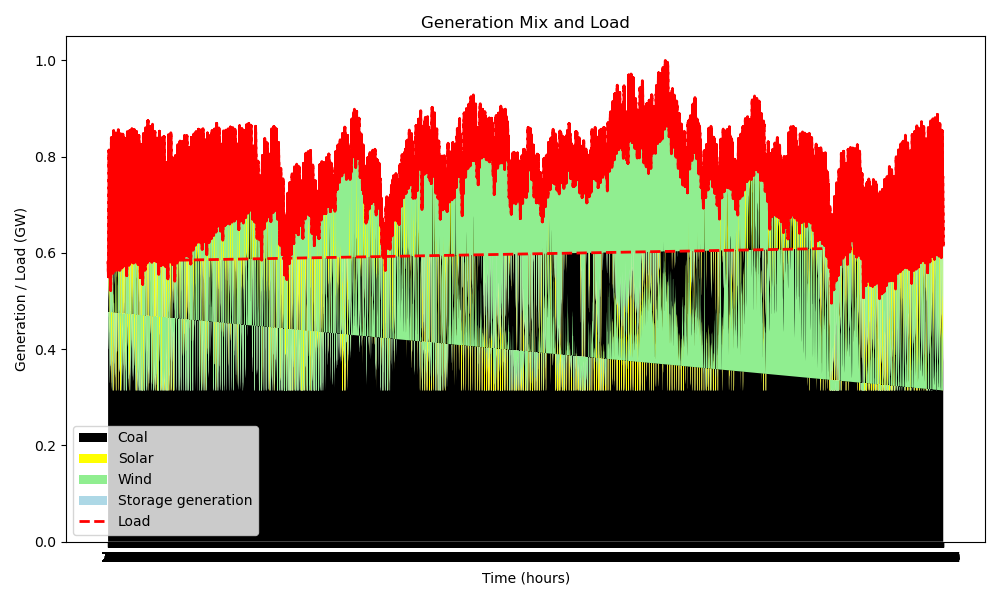 Generation Mix and Load
Generation / Load (GW)
1.0
0.8
0.6
0.4
0.2
0.0
Coal
Solar
Wind
Storage generation
Load
Time (hours)